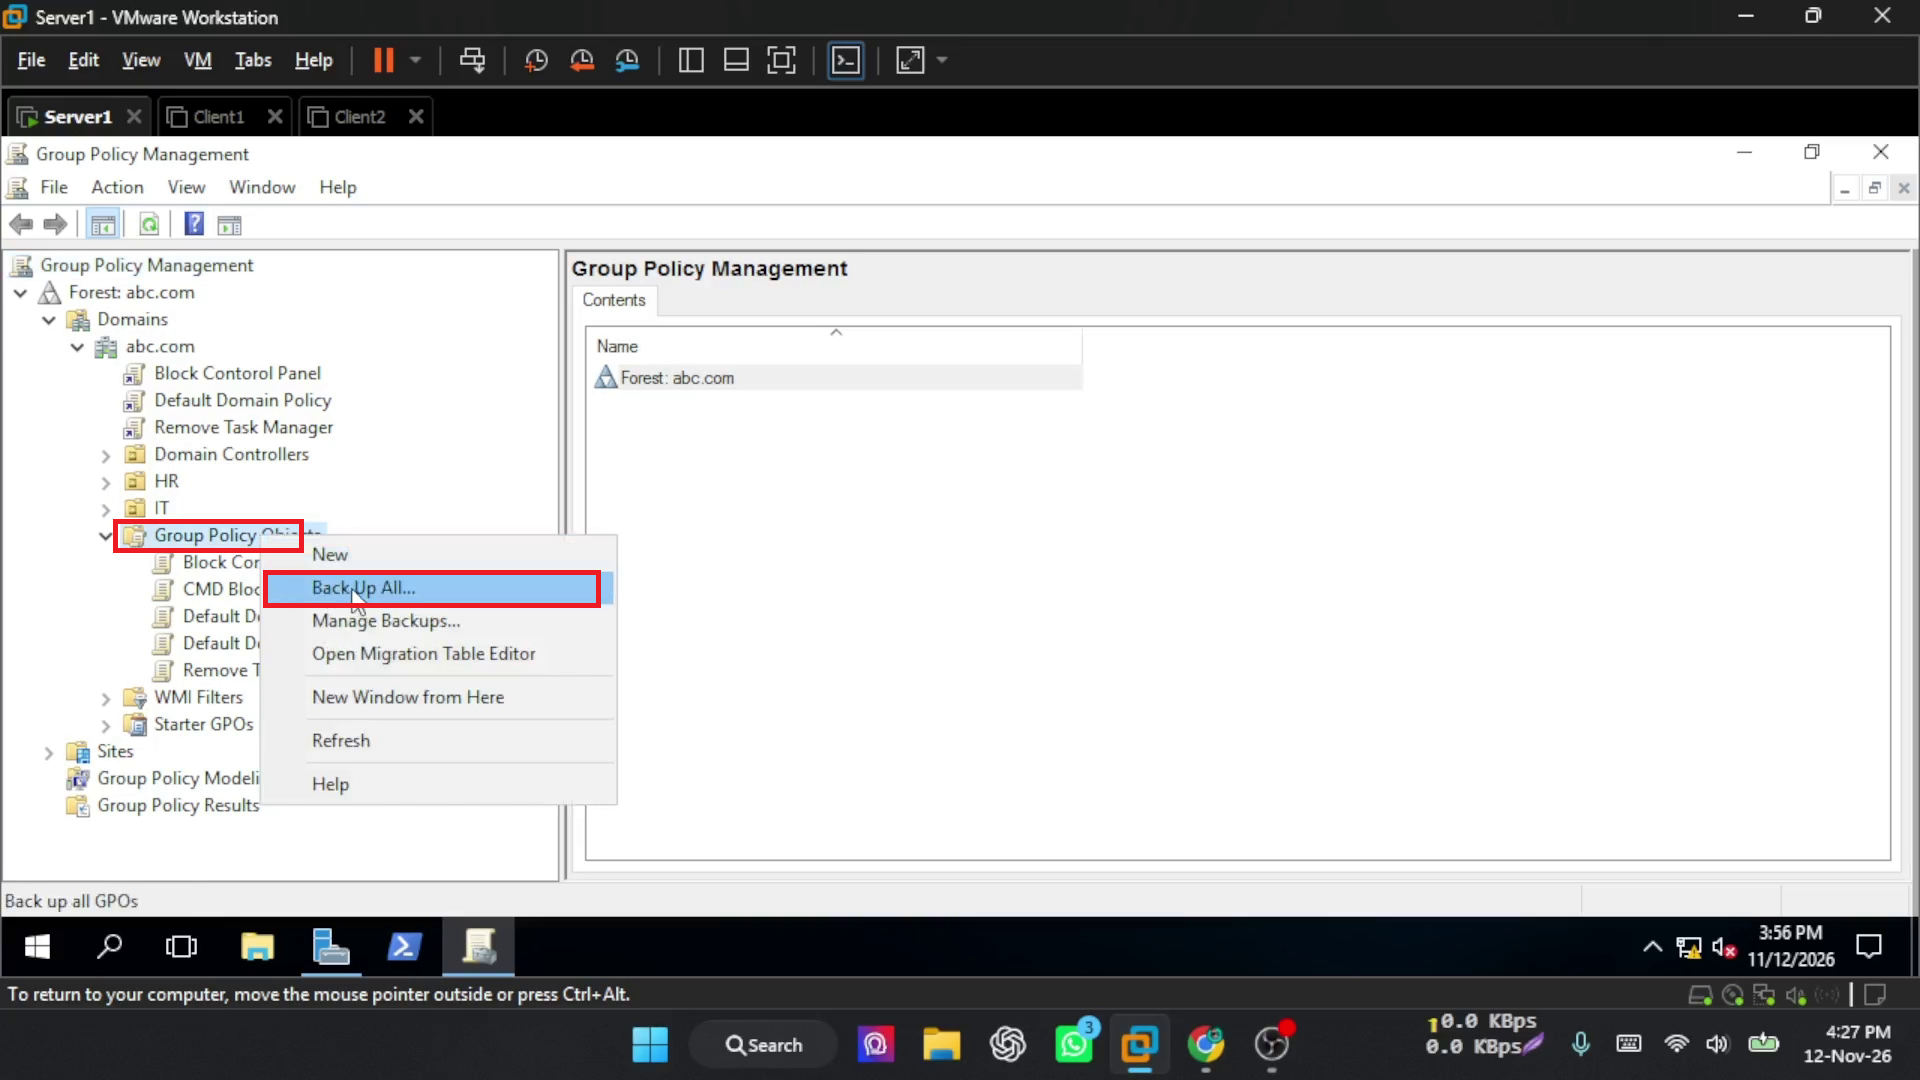 Server1 - VMware Workstation
File Edit View VM Tabs Help
Server1 Client1 Client2
Group Policy Management
File Action View Window Help
Group Policy Management
Forest: abc.com
Domains
abc.com
Block Contorol Panel
Default Domain Policy
Remove Task Manager
Domain Controllers
HR
IT
Group Policy
Block Cor
CMD Bloc
Default D
Default D
Remove T
WMI Filters
Starter GPOs
Sites
Group Policy Modeli
Group Policy Results
New
Back Up All...
Manage Backups...
Open Migration Table Editor
New Window from Here
Refresh
Help
Group Policy Management
Contents
Name
Forest: abc.com
Back up all GPOs
3:56 PM
11/12/2026
To return to your computer, move the mouse pointer outside or press Ctrl+Alt.
Search
3
0.0 KBps
0.0 KBps
4:27 PM
12-Nov-26